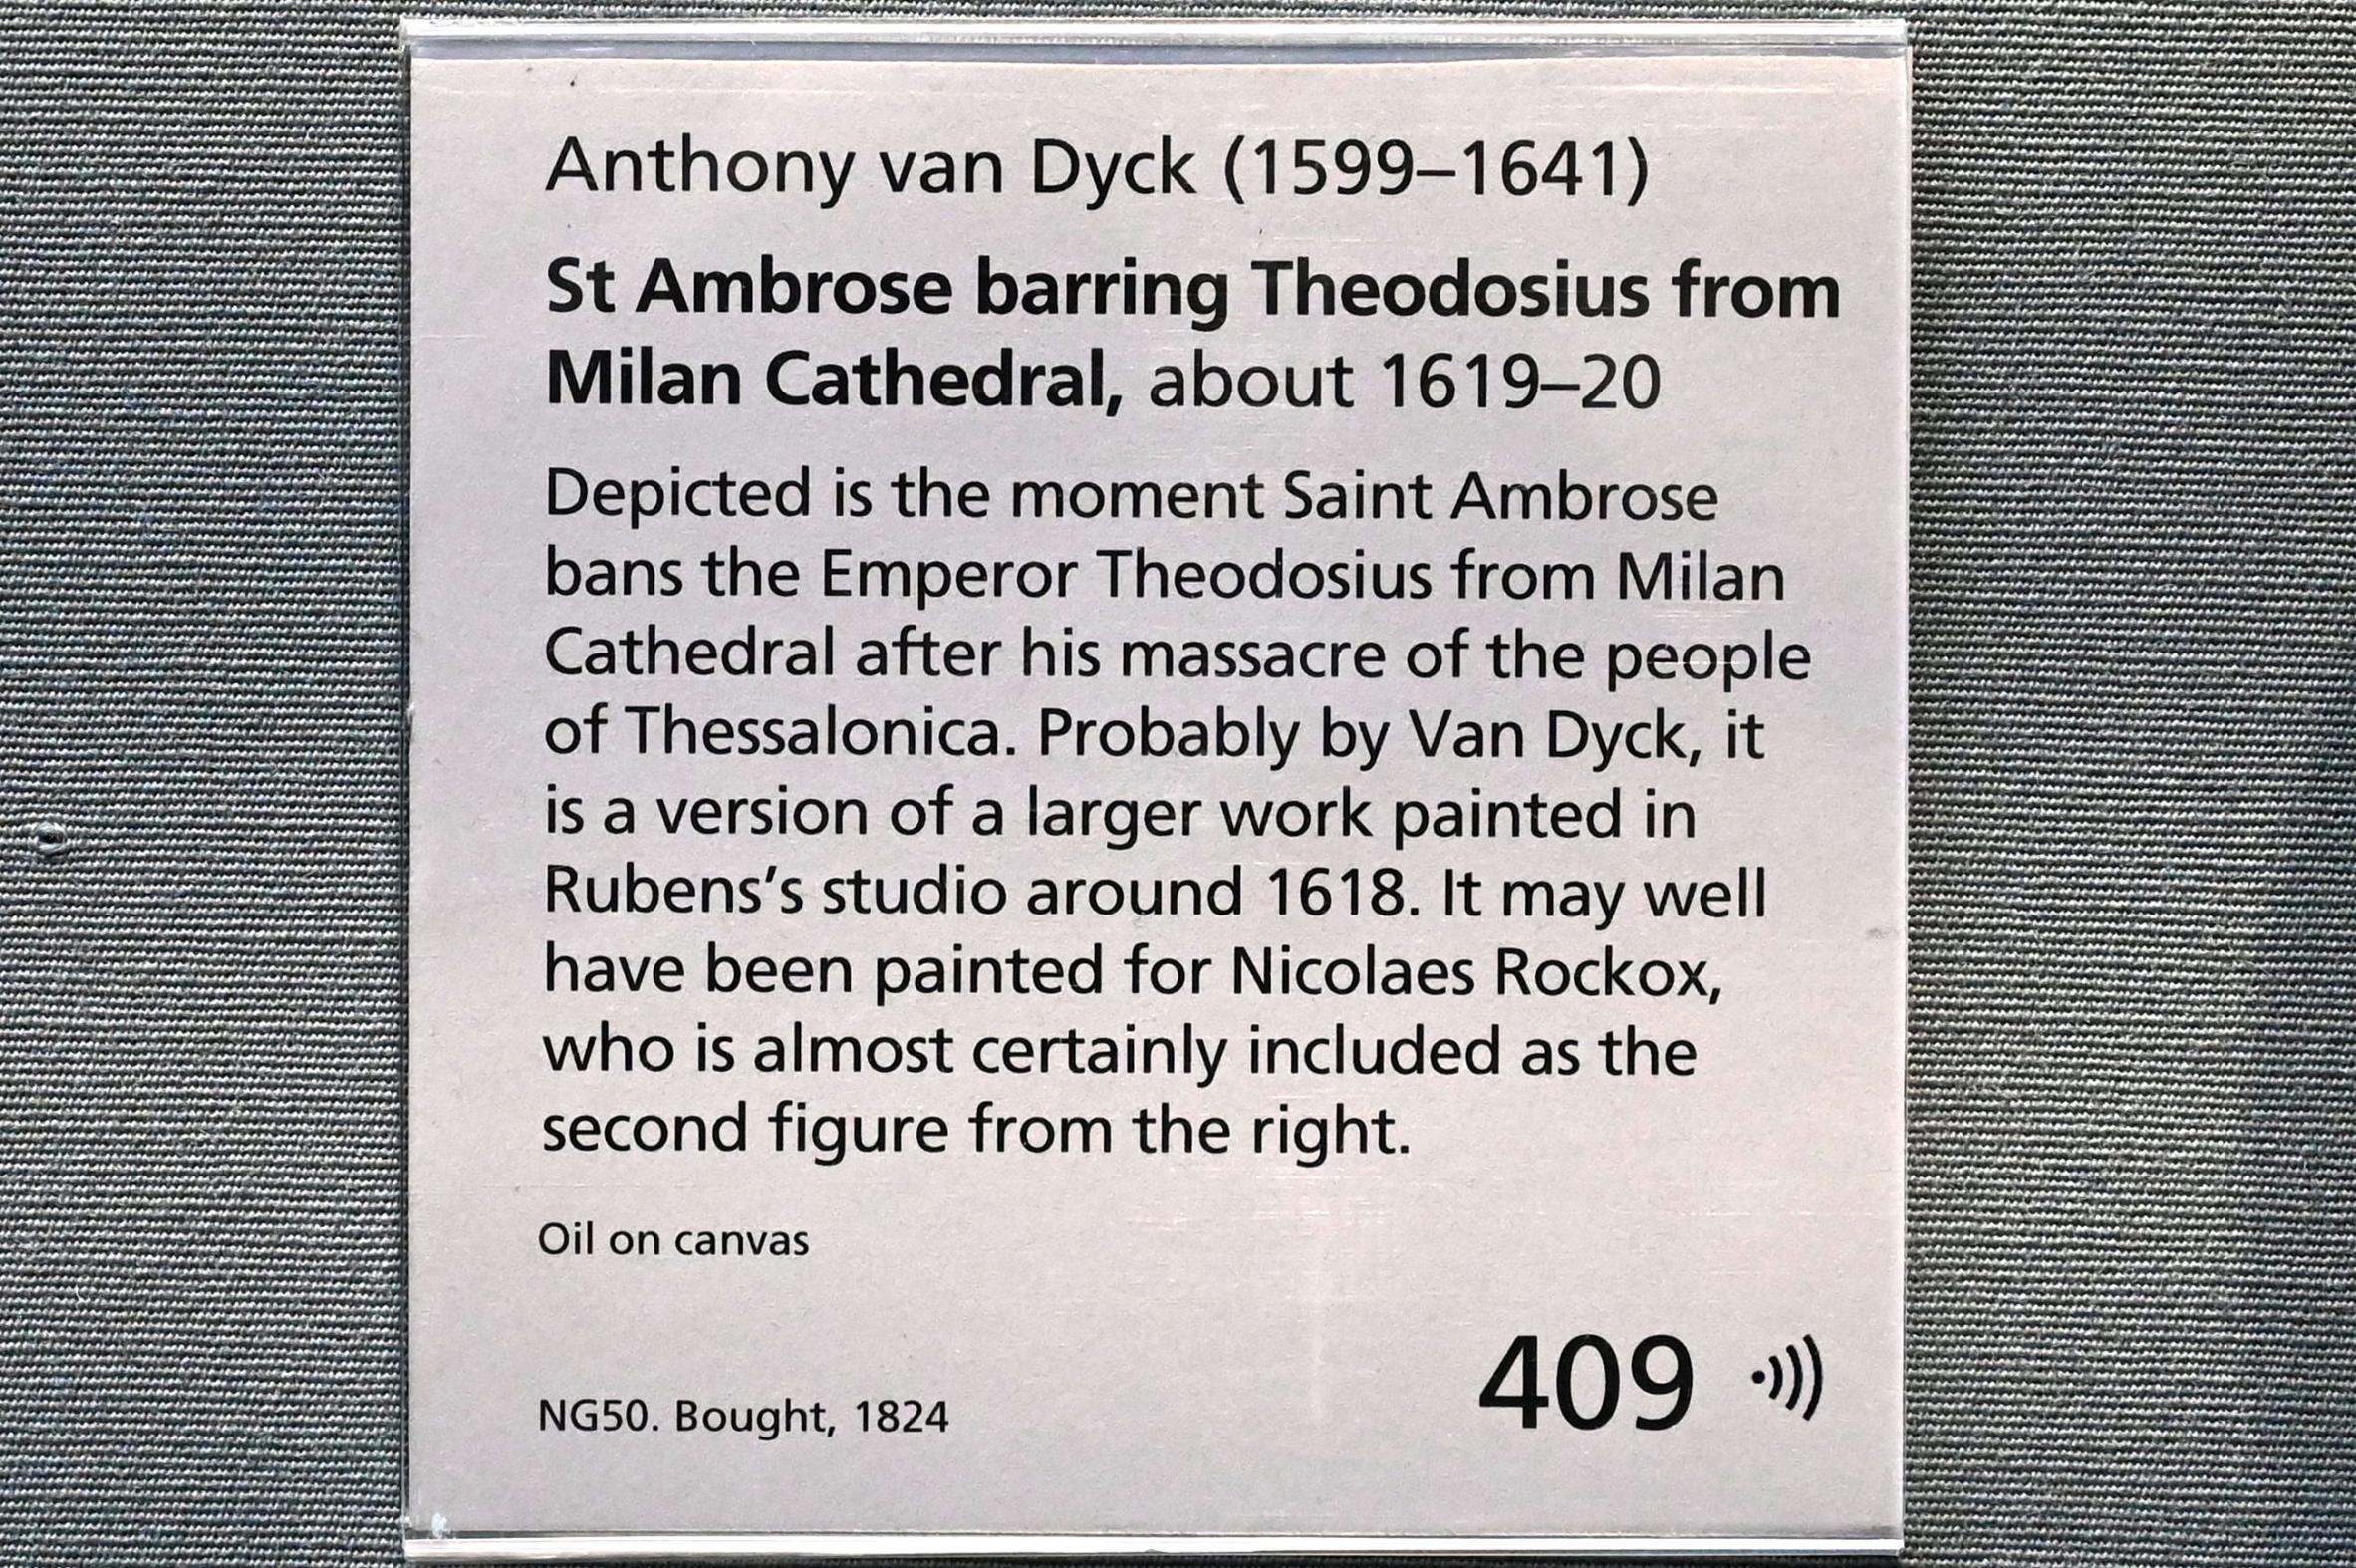 Anthony van Dyck (1599–1641)
St Ambrose barring Theodosius from
Milan Cathedral, about 1619–20
Depicted is the moment Saint Ambrose
bans the Emperor Theodosius from Milan
Cathedral after his massacre of the people
of Thessalonica. Probably by Van Dyck, it
is a version of a larger work painted in
Rubens’s studio around 1618. It may well
have been painted for Nicolaes Rockox,
who is almost certainly included as the
second figure from the right.
Oil on canvas
NG50. Bought, 1824
409